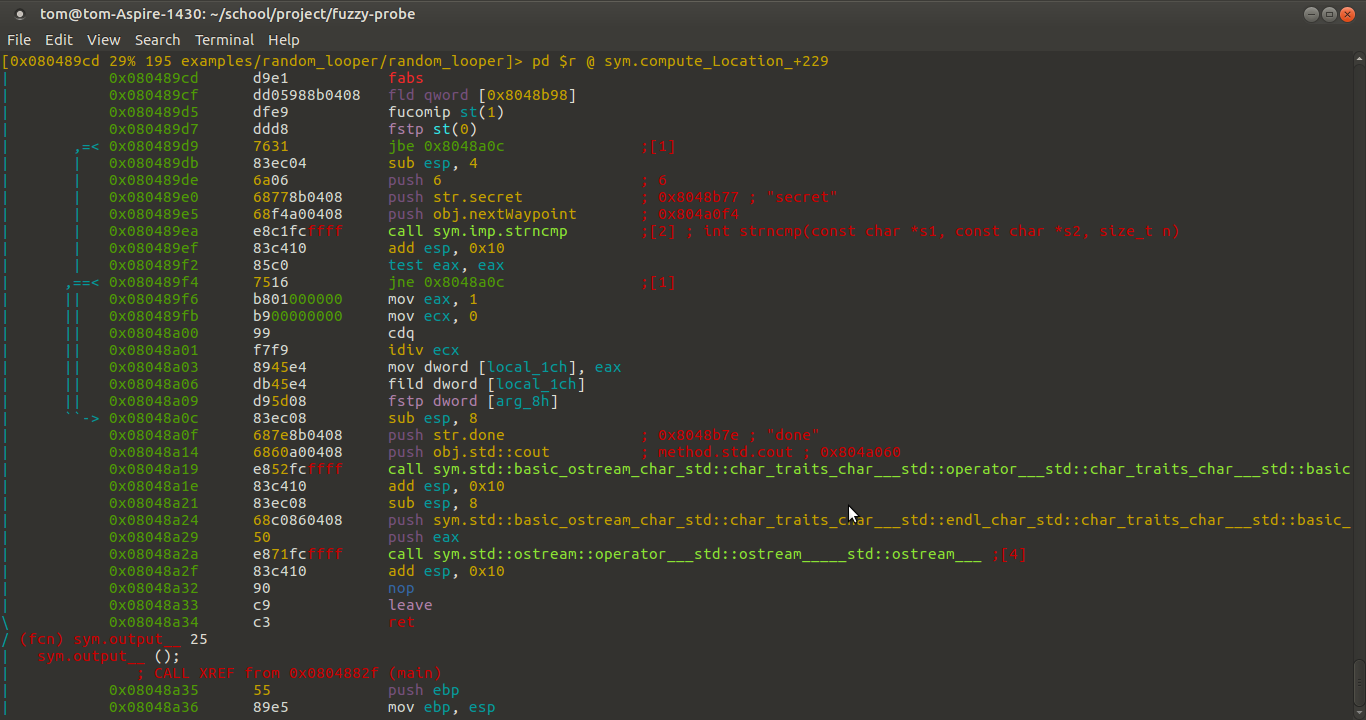 tom@tom-Aspire-1430: ~/school/project/fuzzy-probe
File Edit View Search Terminal Help
[0x080489cd 29% 195 examples/random_looper/random_looper]> pd $r @ sym.compute_Location_+229
|           0x080489cd      d9e1           fabs
|           0x080489cf      dd05988b0408   fld qword [0x8048b98]
|           0x080489d5      dfe9           fucomip st(1)
|           0x080489d7      ddd8           fstp st(0)
|       ,=< 0x080489d9      7631           jbe 0x8048a0c               ;[1]
|       |   0x080489db      83ec04         sub esp, 4
|       |   0x080489de      6a06           push 6                      ; 6
|       |   0x080489e0      68778b0408     push str.secret             ; 0x8048b77 ; "secret"
|       |   0x080489e5      68f4a00408     push obj.nextWaypoint       ; 0x804a0f4
|       |   0x080489ea      e8c1fcffff     call sym.imp.strncmp        ;[2] ; int strncmp(const char *s1, const char *s2, size_t n)
|       |   0x080489ef      83c410         add esp, 0x10
|       |   0x080489f2      85c0           test eax, eax
|      ,==< 0x080489f4      7516           jne 0x8048a0c               ;[1]
|      ||   0x080489f6      b801000000     mov eax, 1
|      ||   0x080489fb      b900000000     mov ecx, 0
|      ||   0x08048a00      99             cdq
|      ||   0x08048a01      f7f9           idiv ecx
|      ||   0x08048a03      8945e4         mov dword [local_1ch], eax
|      ||   0x08048a06      db45e4         fild dword [local_1ch]
|      ||   0x08048a09      d95d08         fstp dword [arg_8h]
|      ``-> 0x08048a0c      83ec08         sub esp, 8
|           0x08048a0f      687e8b0408     push str.done               ; 0x8048b7e ; "done"
|           0x08048a14      6860a00408     push obj.std::cout          ; method.std.cout ; 0x804a060
|           0x08048a19      e852fcffff     call sym.std::basic_ostream_char_std::char_traits_char___std::operator___std::char_traits_char___std::basic
|           0x08048a1e      83c410         add esp, 0x10
|           0x08048a21      83ec08         sub esp, 8
|           0x08048a24      68c0860408     push sym.std::basic_ostream_char_std::char_traits_char___std::endl_char_std::char_traits_char___std::basic_
|           0x08048a29      50             push eax
|           0x08048a2a      e871fcffff     call sym.std::ostream::operator___std::ostream_____std::ostream___ ;[4]
|           0x08048a2f      83c410         add esp, 0x10
|           0x08048a32      90             nop
|           0x08048a33      c9             leave
\           0x08048a34      c3             ret
/ (fcn) sym.output__ 25
|   sym.output__ ();
|              ; CALL XREF from 0x0804882f (main)
|           0x08048a35      55             push ebp
|           0x08048a36      89e5           mov ebp, esp